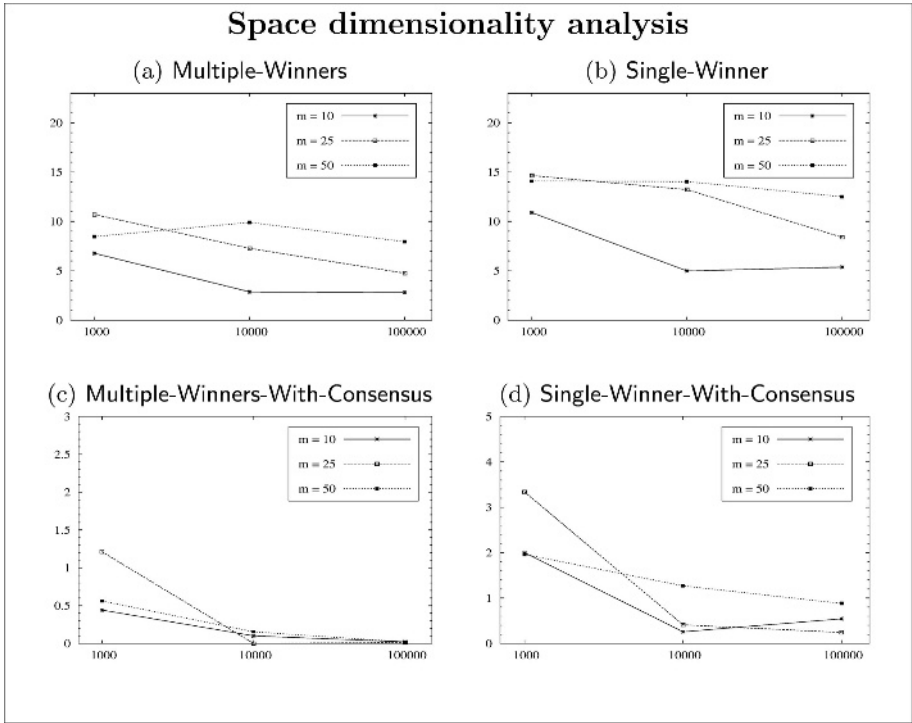 Space dimensionality analysis
(a) Multiple-Winners
20
15
10
5
0
1000 10000 100000
m = 10
m = 25
m = 50
(b) Single-Winner
20
15
10
5
0
1000 10000 100000
m = 10
m = 25
m = 50
(c) Multiple-Winners-With-Consensus
3
2.5
2
1.5
1
0.5
0
1000 10000 100000
m = 10
m = 25
m = 50
(d) Single-Winner-With-Consensus
5
4
3
2
1
0
1000 10000 100000
m = 10
m = 25
m = 50